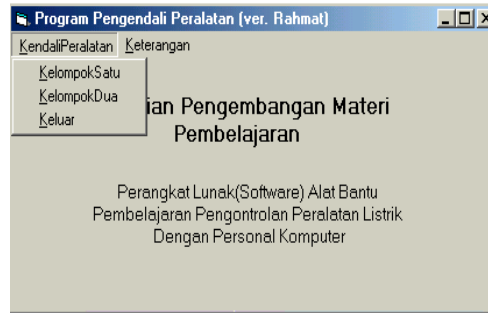 Program Pengendali Peralatan (ver. Rahmat)
KendaliPeralatan Keterangan
KelompokSatu
KelompokDua
Keluar
ian Pengembangan Materi
Pembelajaran
Perangkat Lunak(Software) Alat Bantu
Pembelajaran Pengontrolan Peralatan Listrik
Dengan Personal Komputer